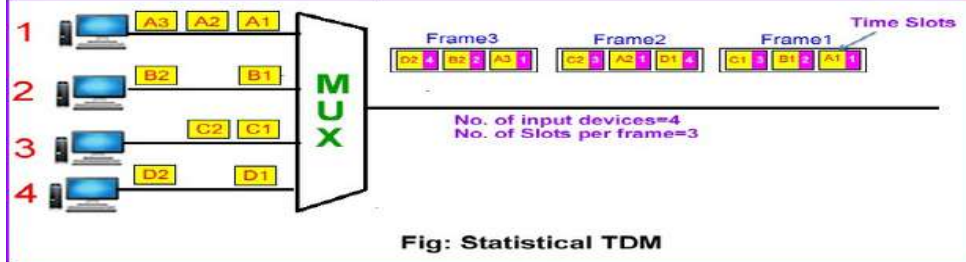 Time Slots
Frame3 Frame2 Frame1
D2 4 B2 2 A3 1 C2 3 A2 1 D1 4 C1 3 B1 2 A1 1
1 A3 A2 A1
2 B2 B1
3 C2 C1
4 D2 D1
MUX
No. of input devices=4
No. of Slots per frame=3
Fig: Statistical TDM